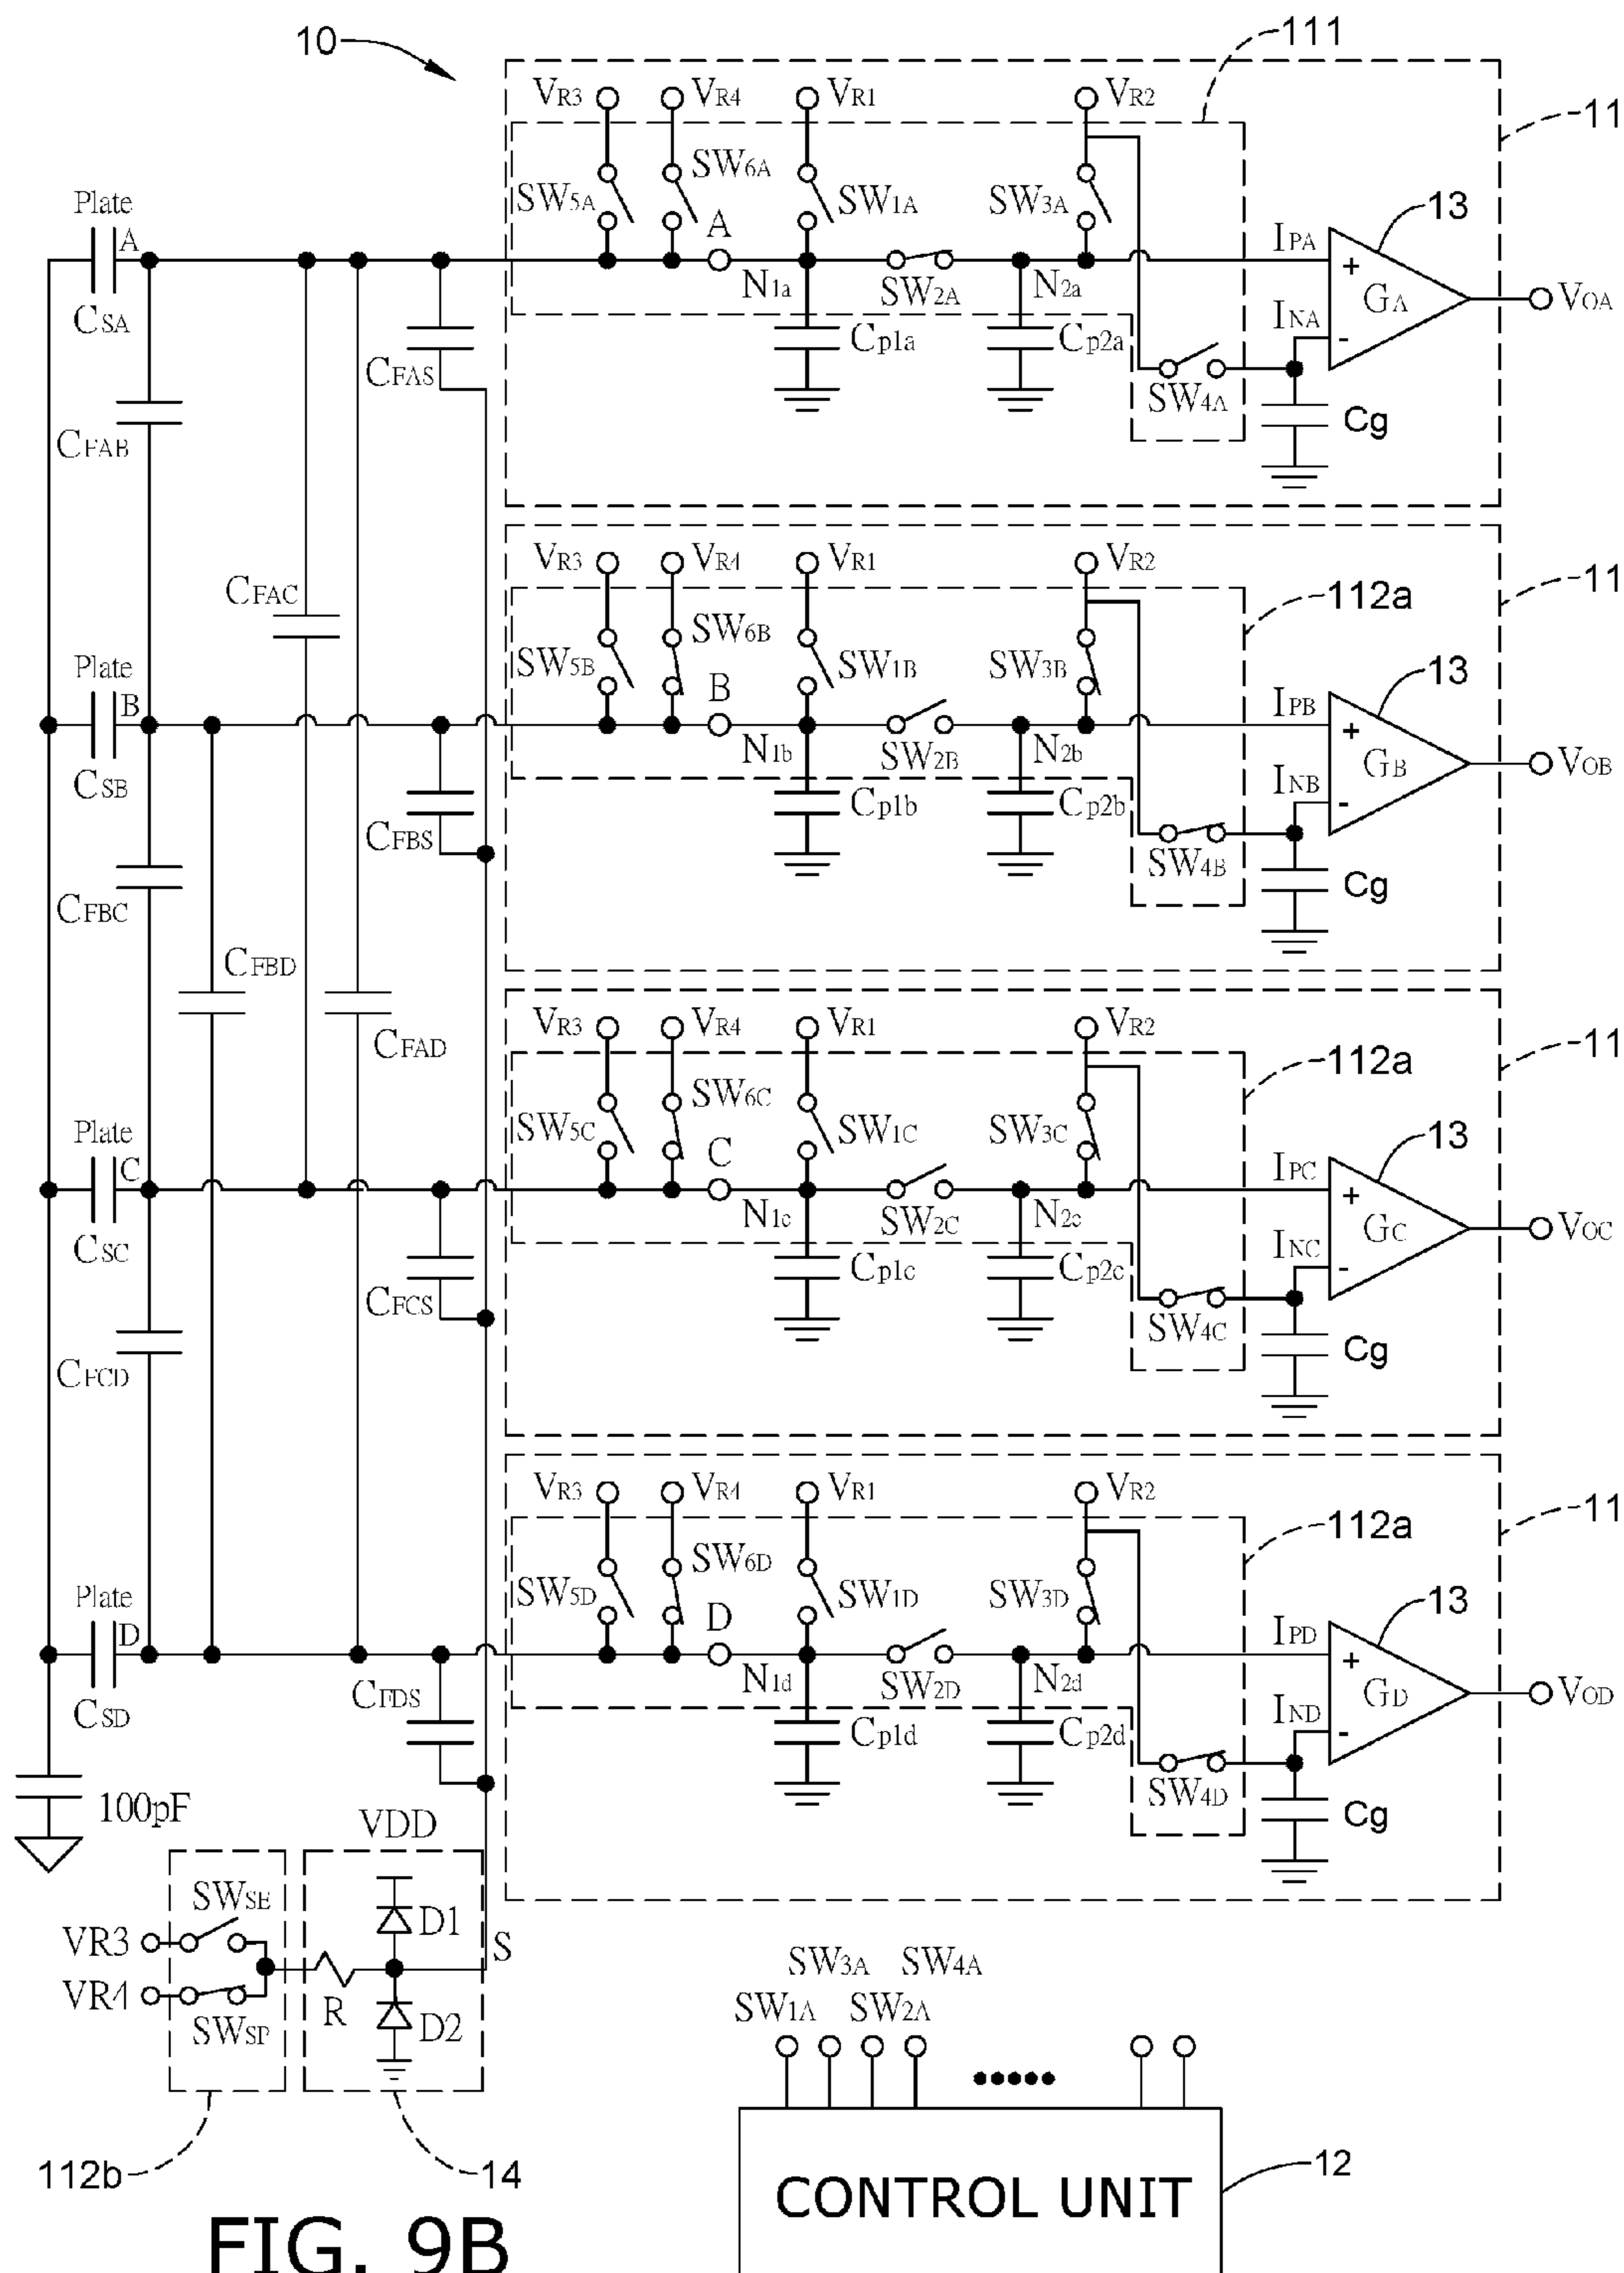 10
111
11
VR3 VR4 VR1 VR2
SW6A
SW5A SW1A SW3A
13
Plate
A
A
IPA
+
GA
VOA
N1a SW2A N2a
INA
-
CSA
Cp1a Cp2a
CFAS
SW4A
Cg
CFAB
VR3 VR4 VR1 VR2
11
112a
CFAC
SW6B
SW5B SW1B SW3B
13
Plate
B
B
IPB
+
GB
VOB
N1b SW2B N2b
INB
-
CSB
Cp1b Cp2b
CFBS
SW4B
Cg
CFBC
CFBD
VR3 VR4 VR1 VR2
11
CFAD
112a
SW6C
SW5C SW1C SW3C
13
Plate
C
C
IPC
+
GC
VOC
N1c SW2C N2c
INC
-
CSC
Cp1c Cp2c
CFCS
SW4C
Cg
CFCD
VR3 VR4 VR1 VR2
11
112a
SW6D
SW5D SW1D SW3D
13
Plate
D
D
IPD
+
GD
VOD
N1d SW2D N2d
IND
-
CFDS
CSD
Cp1d Cp2d
SW4D
Cg
100pF
VDD
SWSE
VR3
D1
S
VR4
R
D2
SWSP
SW3A SW4A
SW1A SW2A
112b
14
12
CONTROL UNIT
FIG. 9B